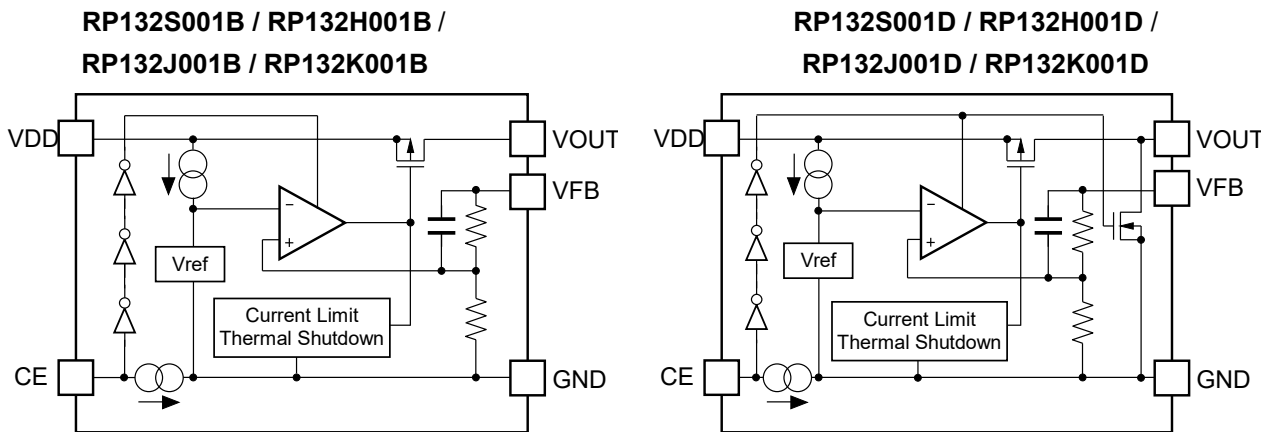 RP132S001B / RP132H001B /
RP132J001B / RP132K001B
VDD
VOUT
VFB
−
+
Vref
Current Limit
Thermal Shutdown
CE
GND
RP132S001D / RP132H001D /
RP132J001D / RP132K001D
VDD
VOUT
VFB
−
+
Vref
Current Limit
Thermal Shutdown
CE
GND